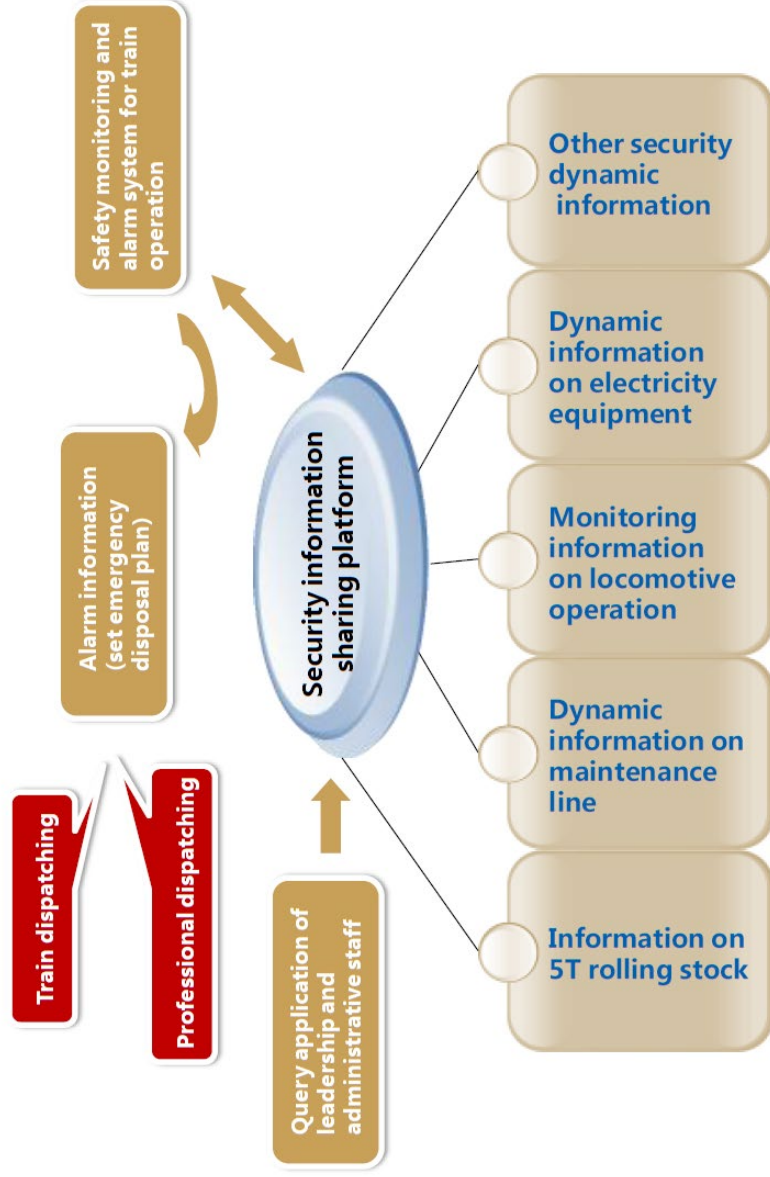 Train dispatching
Professional dispatching
Alarm information
(set emergency
disposal plan)
Safety monitoring and
alarm system for train
operation
Query application of
leadership and
administrative staff
Security information
sharing platform
Information on
5T rolling stock
Dynamic
information on
maintenance
line
Monitoring
information
on locomotive
operation
Dynamic
information
on electricity
equipment
Other security
dynamic
information